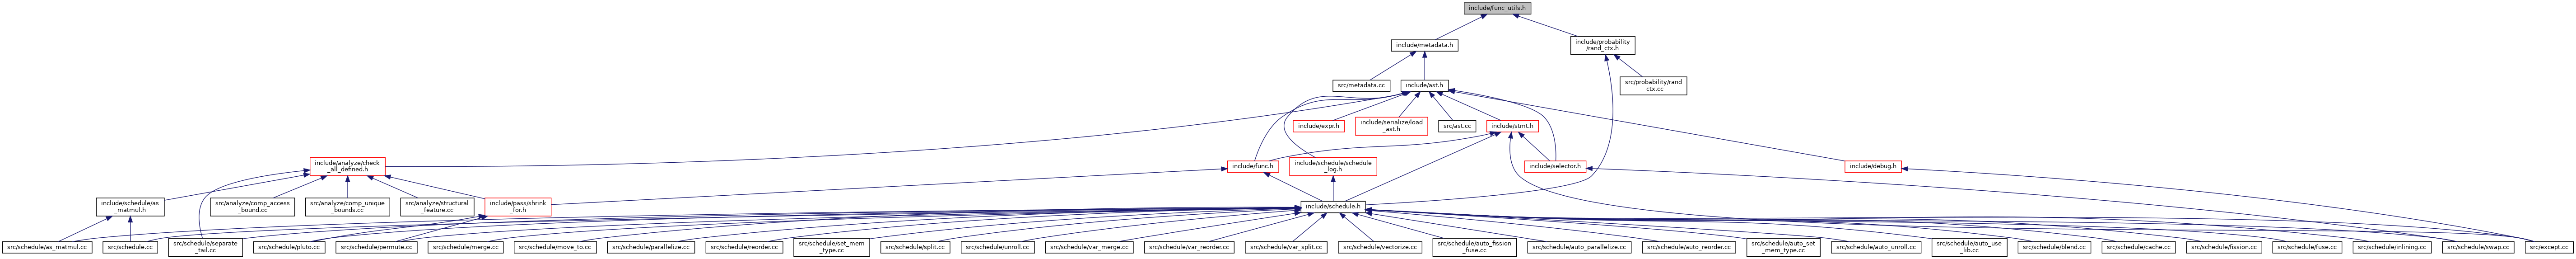 include/func_utils.h
include/metadata.h
include/probability
/rand_ctx.h
src/metadata.cc
include/ast.h
src/probability/rand
_ctx.cc
include/expr.h
include/serialize/load
_ast.h
src/ast.cc
include/stmt.h
include/analyze/check
_all_defined.h
include/func.h
include/schedule/schedule
_log.h
include/selector.h
include/debug.h
include/schedule/as
_matmul.h
src/analyze/comp_access
_bound.cc
src/analyze/comp_unique
_bounds.cc
src/analyze/structural
_feature.cc
include/pass/shrink
_for.h
include/schedule.h
src/schedule/as_matmul.cc
src/schedule.cc
src/schedule/separate
_tail.cc
src/schedule/pluto.cc
src/schedule/permute.cc
src/schedule/merge.cc
src/schedule/move_to.cc
src/schedule/parallelize.cc
src/schedule/reorder.cc
src/schedule/set_mem
_type.cc
src/schedule/split.cc
src/schedule/unroll.cc
src/schedule/var_merge.cc
src/schedule/var_reorder.cc
src/schedule/var_split.cc
src/schedule/vectorize.cc
src/schedule/auto_fission
_fuse.cc
src/schedule/auto_parallelize.cc
src/schedule/auto_reorder.cc
src/schedule/auto_set
_mem_type.cc
src/schedule/auto_unroll.cc
src/schedule/auto_use
_lib.cc
src/schedule/blend.cc
src/schedule/cache.cc
src/schedule/fission.cc
src/schedule/fuse.cc
src/schedule/inlining.cc
src/schedule/swap.cc
src/except.cc